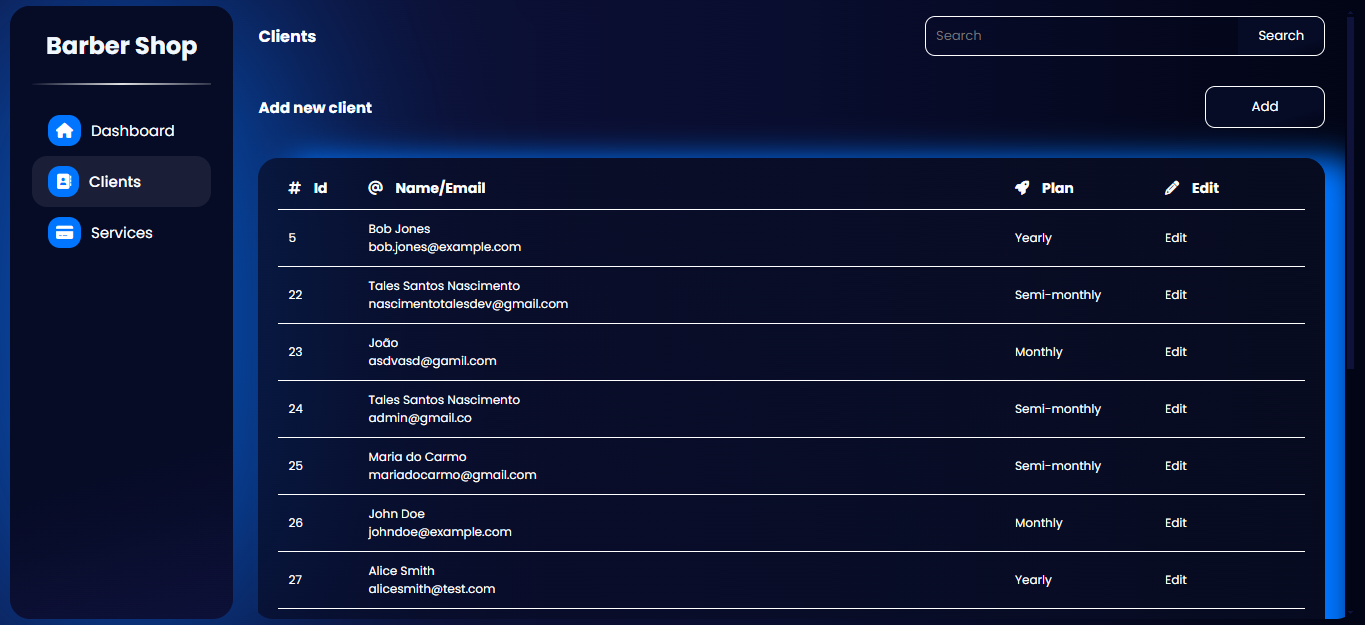 Barber Shop
Dashboard
Clients
Services
Clients
Search Search
Add new client
Add
# Id @ Name/Email Plan Edit
5 Bob Jones Yearly Edit
bob.jones@example.com
22 Tales Santos Nascimento Semi-monthly Edit
nascimentotalesdev@gmail.com
23 João Monthly Edit
asdvasd@gamil.com
24 Tales Santos Nascimento Semi-monthly Edit
admin@gmail.co
25 Maria do Carmo Semi-monthly Edit
mariadocarmo@gmail.com
26 John Doe Monthly Edit
johndoe@example.com
27 Alice Smith Yearly Edit
alicesmith@test.com